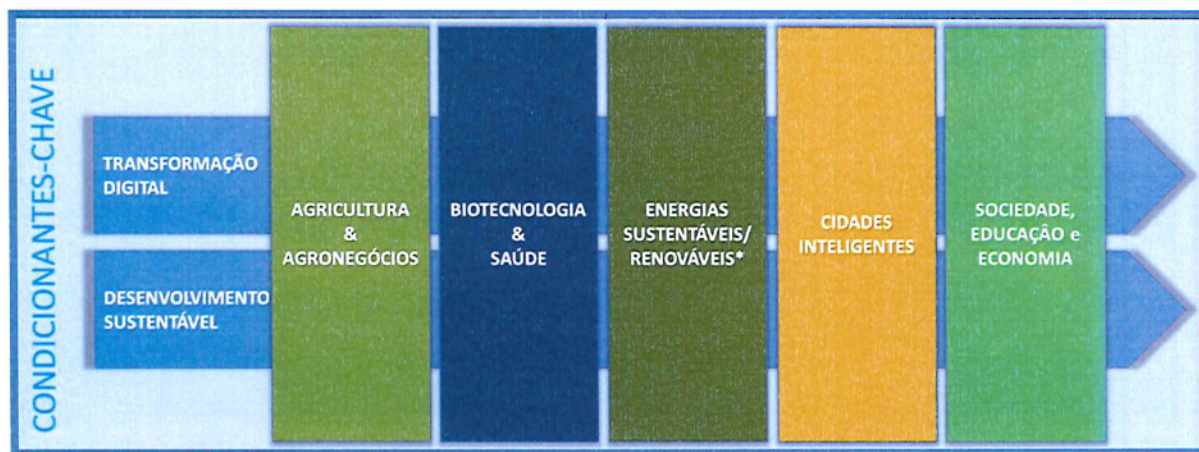 CONDICIONANTES-CHAVE
TRANSFORMAÇÃO
DIGITAL
DESENVOLVIMENTO
SUSTENTÁVEL
AGRICULTURA
&
AGRONEGÓCIOS
BIOTECNOLOGIA
&
SAÚDE
ENERGIAS
SUSTENTÁVEIS/
RENOVÁVEIS*
CIDADES
INTELIGENTES
SOCIEDADE,
EDUCAÇÃO e
ECONOMIA